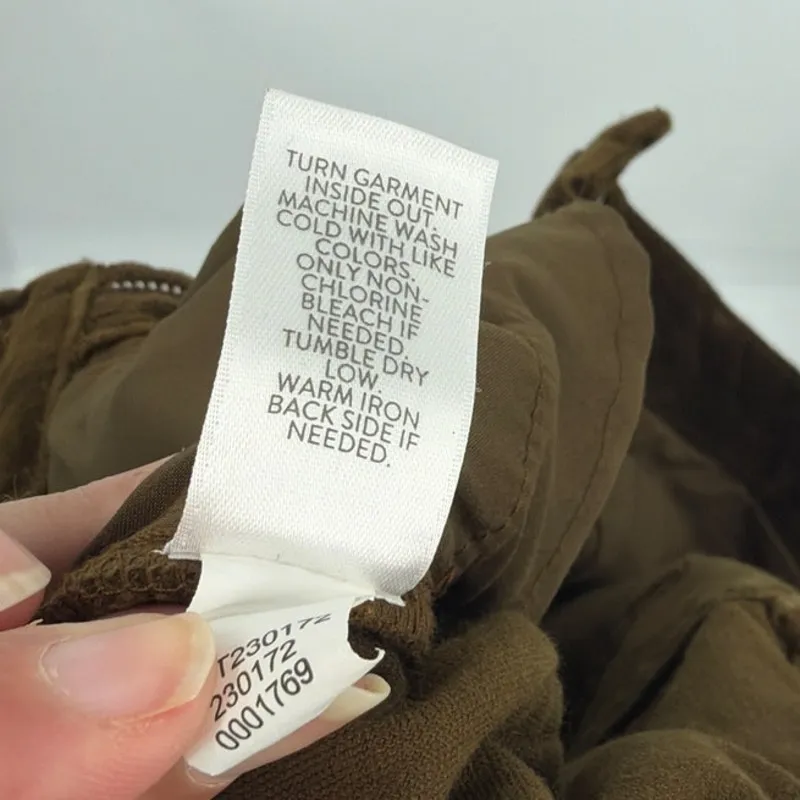 TURN GARMENT
INSIDE OUT.
MACHINE WASH
COLD WITH LIKE
COLORS.
ONLY NON-
CHLORINE
BLEACH IF
NEEDED.
TUMBLE DRY
LOW.
WARM IRON
BACK SIDE IF
NEEDED.
T230172
230172
0001769